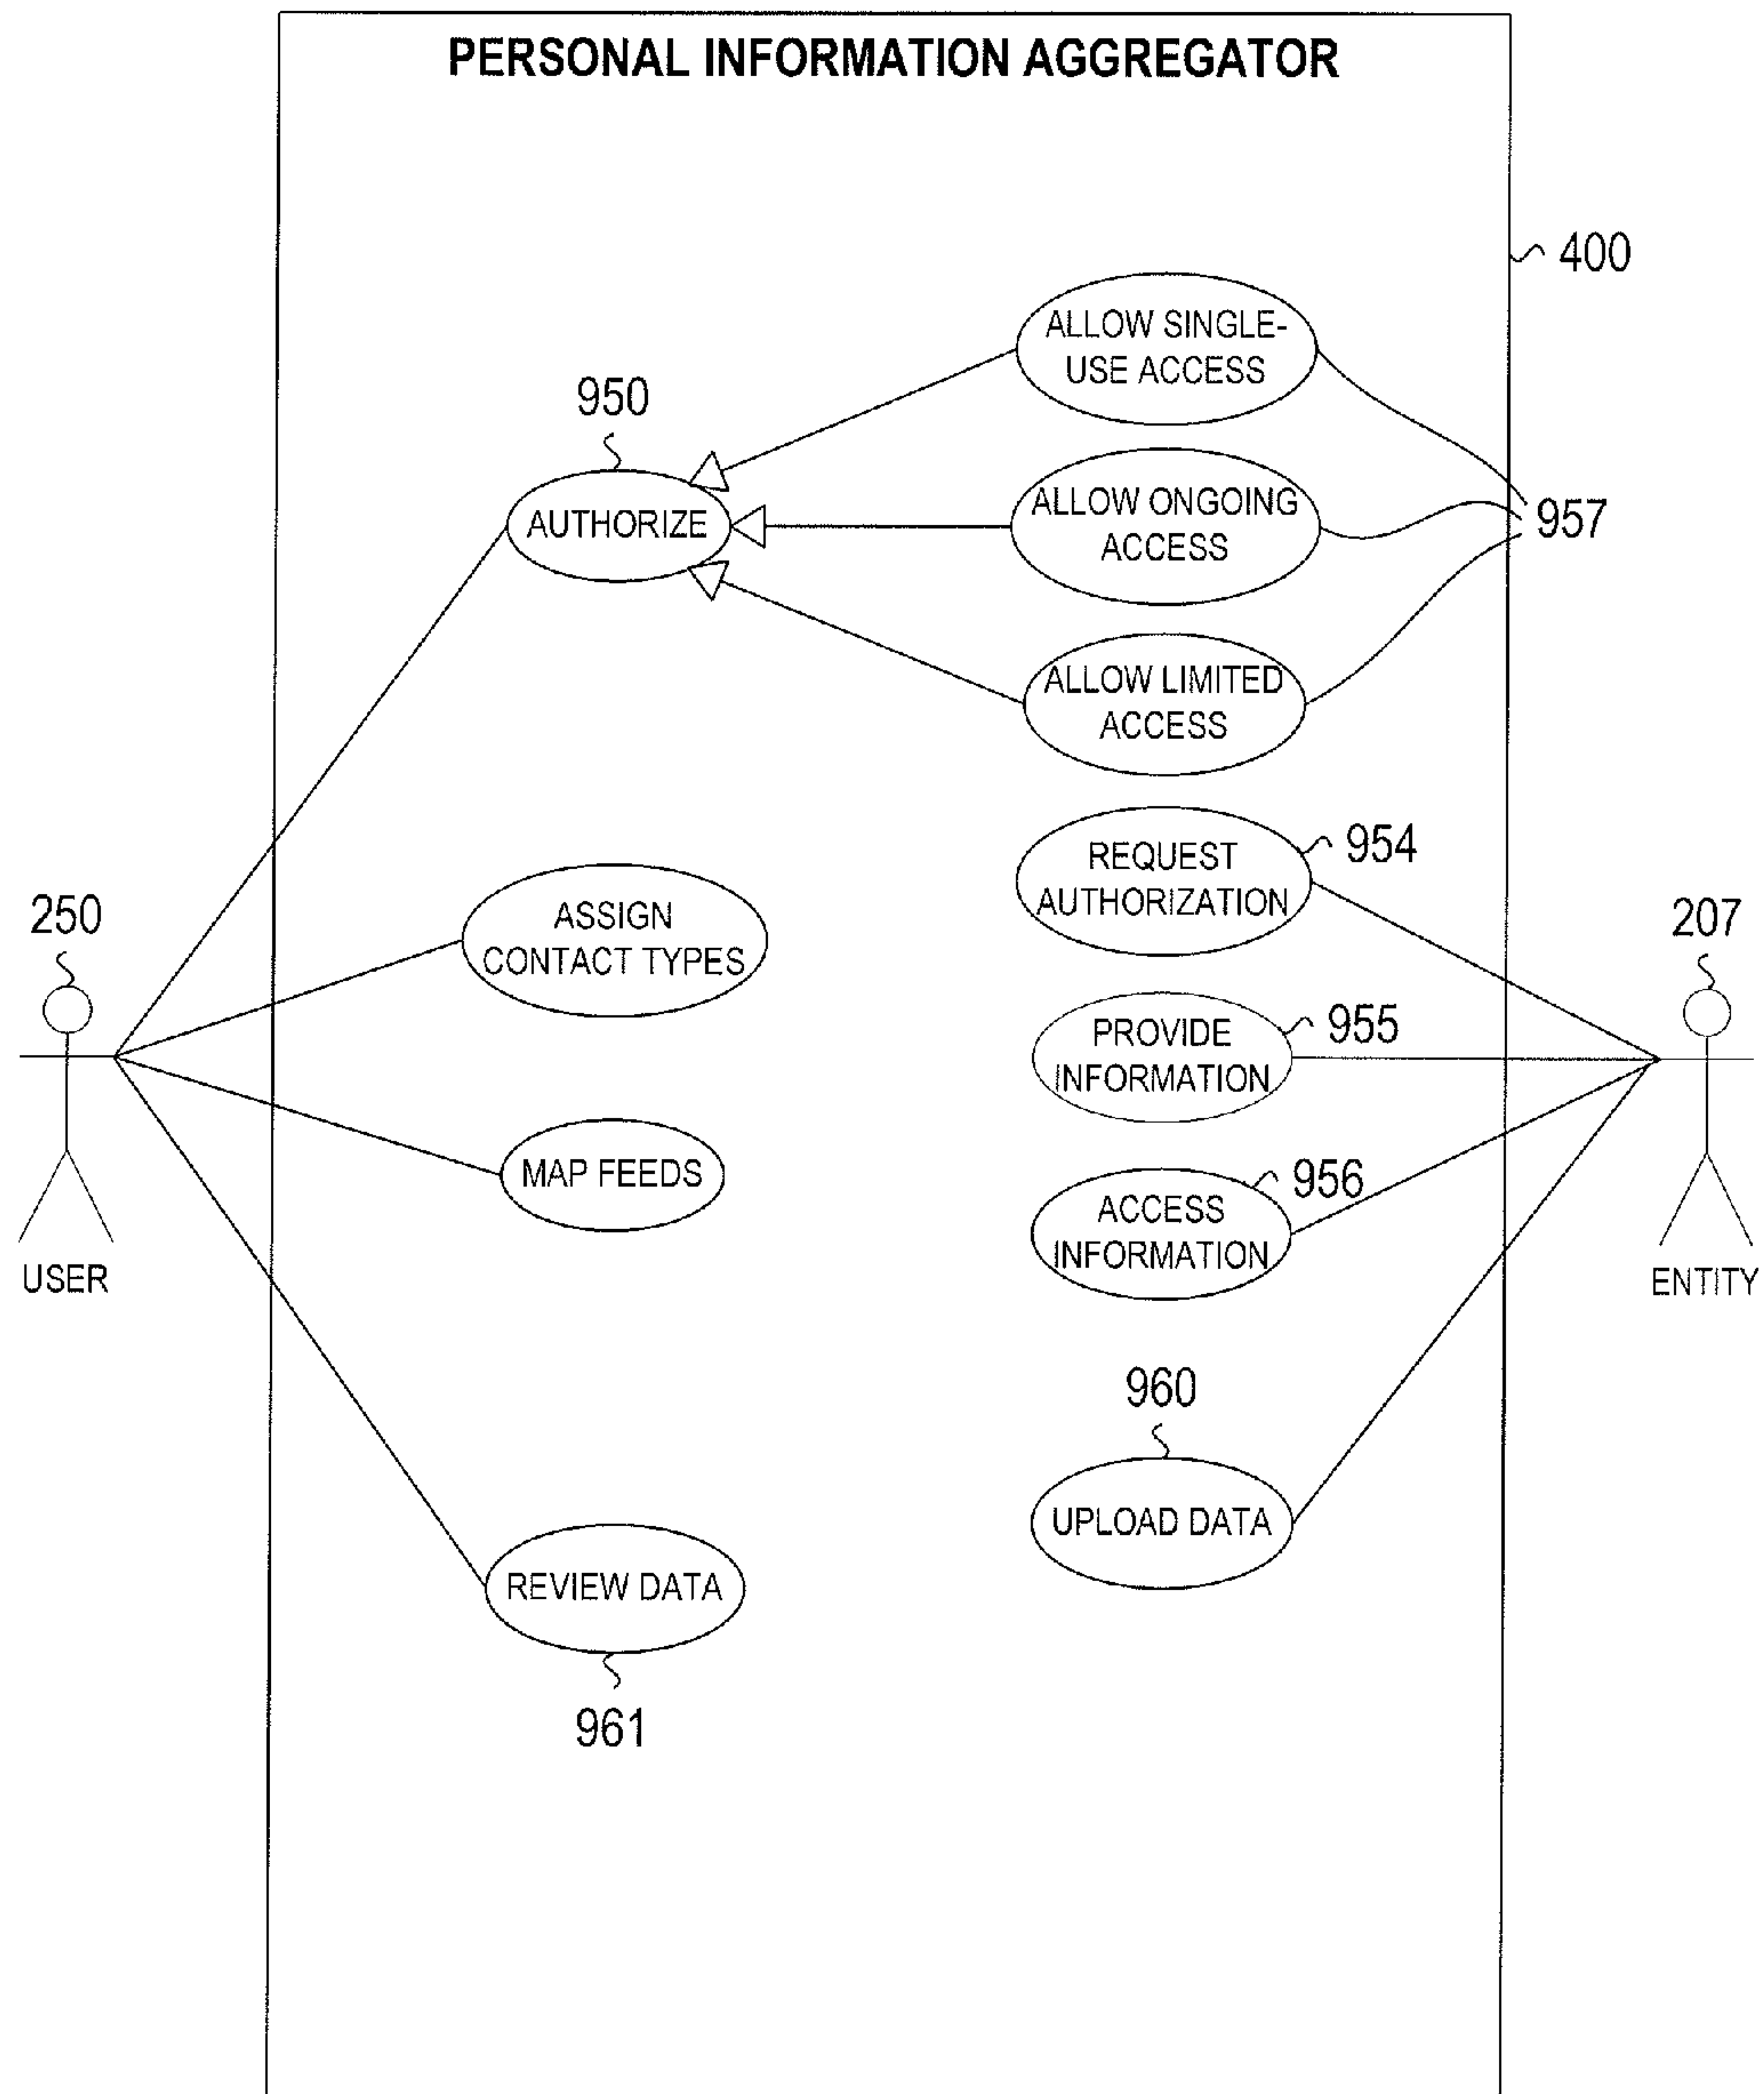 PERSONAL INFORMATION AGGREGATOR
400
ALLOW SINGLE-
USE ACCESS
950
AUTHORIZE
ALLOW ONGOING
ACCESS
957
ALLOW LIMITED
ACCESS
954
REQUEST
AUTHORIZATION
250
ASSIGN
CONTACT TYPES
207
955
PROVIDE
INFORMATION
MAP FEEDS
956
ACCESS
INFORMATION
USER
ENTITY
960
UPLOAD DATA
REVIEW DATA
961